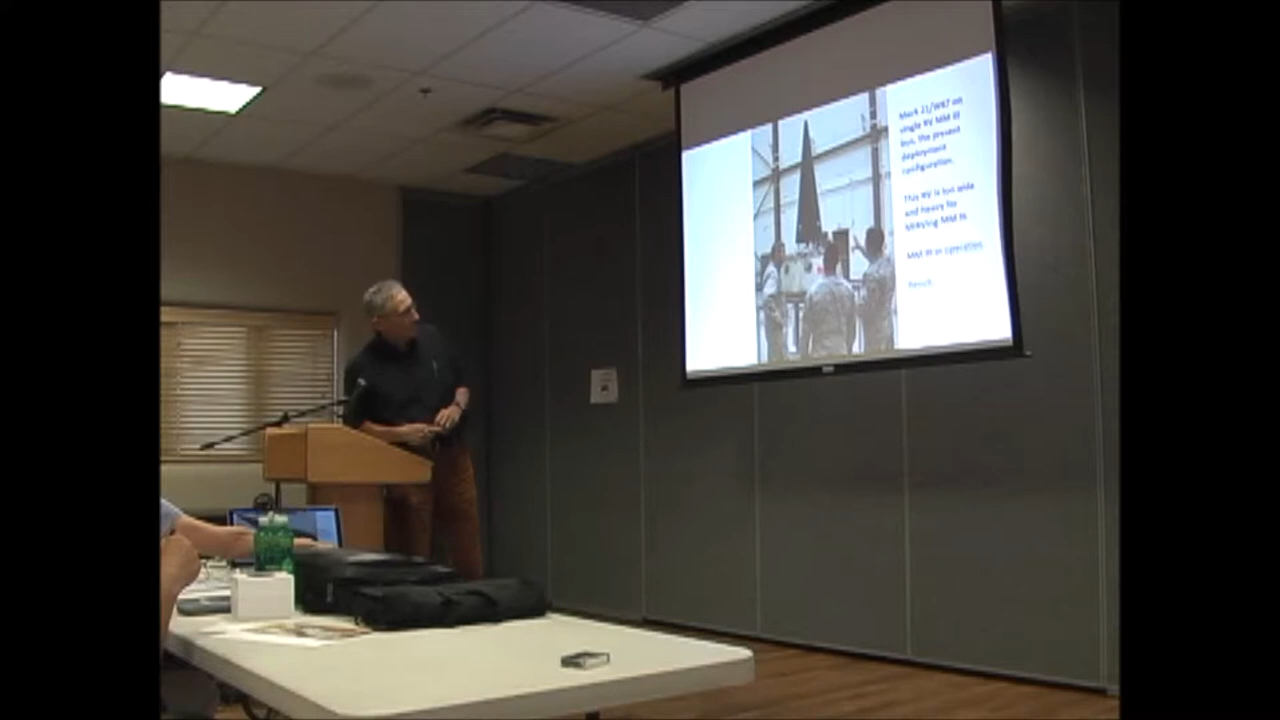 Mark 21/W87 on
single RV MM III
bus, the present
deployment
configuration.
This RV is too wide
and heavy for
MIRVing MM III.
MM III in operation